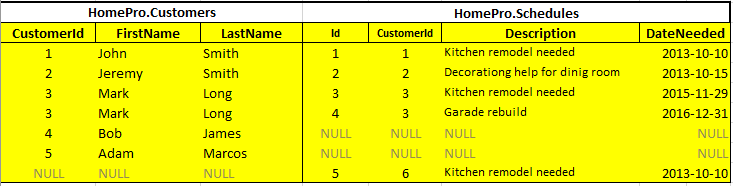 HomePro.Customers HomePro.Schedules
CustomerId FirstName LastName Id CustomerId Description DateNeeded
1 John Smith 1 1 Kitchen remodel needed 2013-10-10
2 Jeremy Smith 2 2 Decorationg help for dinig room 2013-10-15
3 Mark Long 3 3 Kitchen remodel needed 2015-11-29
3 Mark Long 4 3 Garade rebuild 2016-12-31
4 Bob James NULL NULL NULL NULL
5 Adam Marcos NULL NULL NULL NULL
NULL NULL NULL 5 6 Kitchen remodel needed 2013-10-10